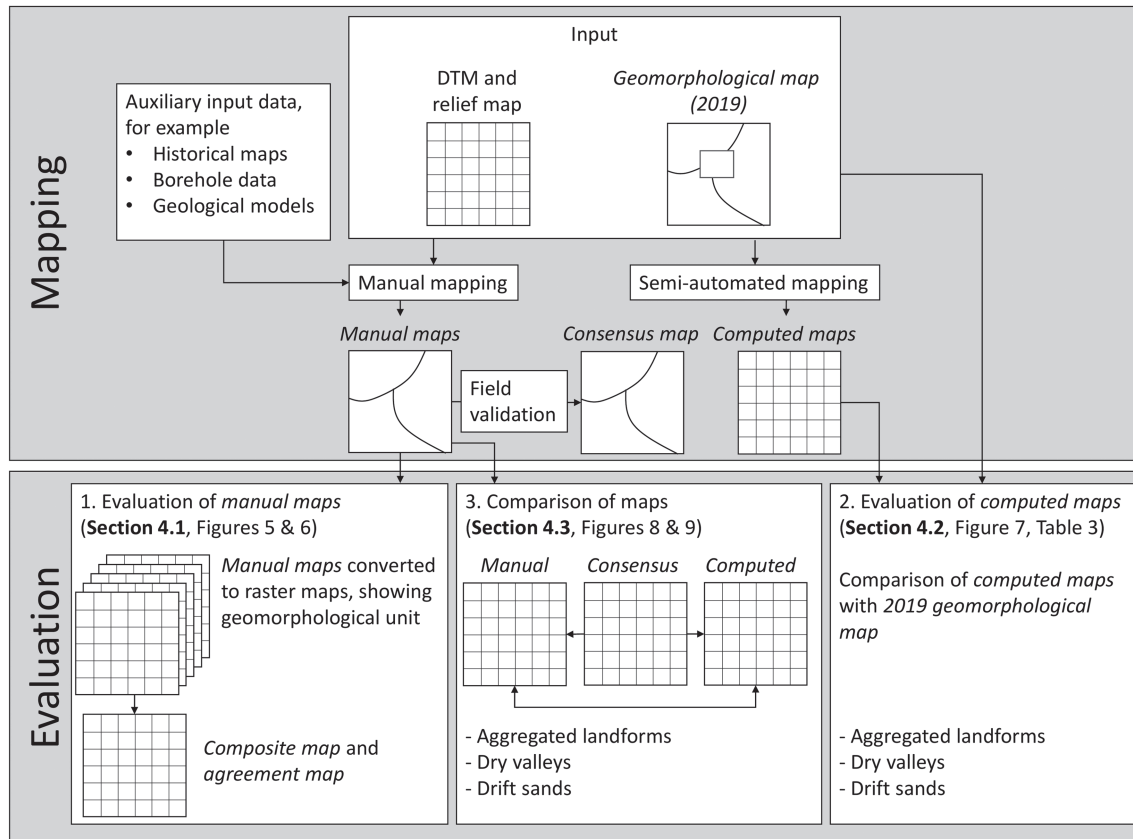 Mapping
Input
DTM and
relief map
Geomorphological map
(2019)
Auxiliary input data,
for example
• Historical maps
• Borehole data
• Geological models
Manual mapping
Semi-automated mapping
Manual maps
Consensus map
Computed maps
Field
validation
Evaluation
1. Evaluation of manual maps
(Section 4.1, Figures 5 & 6)
Manual maps converted
to raster maps, showing
geomorphological unit
Composite map and
agreement map
3. Comparison of maps
(Section 4.3, Figures 8 & 9)
Manual
Consensus
Computed
- Aggregated landforms
- Dry valleys
- Drift sands
2. Evaluation of computed maps
(Section 4.2, Figure 7, Table 3)
Comparison of computed maps
with 2019 geomorphological
map
- Aggregated landforms
- Dry valleys
- Drift sands